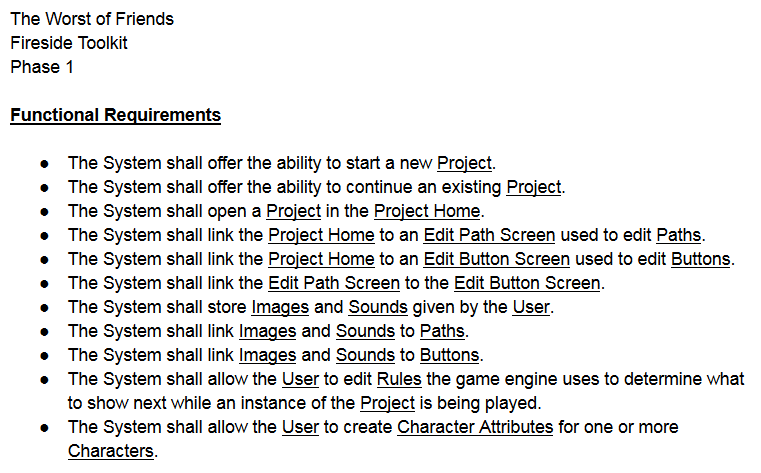 The Worst of Friends
Fireside Toolkit
Phase 1
Functional Requirements
● The System shall offer the ability to start a new Project.
● The System shall offer the ability to continue an existing Project.
● The System shall open a Project in the Project Home.
● The System shall link the Project Home to an Edit Path Screen used to edit Paths.
● The System shall link the Project Home to an Edit Button Screen used to edit Buttons.
● The System shall link the Edit Path Screen to the Edit Button Screen.
● The System shall store Images and Sounds given by the User.
● The System shall link Images and Sounds to Paths.
● The System shall link Images and Sounds to Buttons.
● The System shall allow the User to edit Rules the game engine uses to determine what
to show next while an instance of the Project is being played.
● The System shall allow the User to create Character Attributes for one or more
Characters.